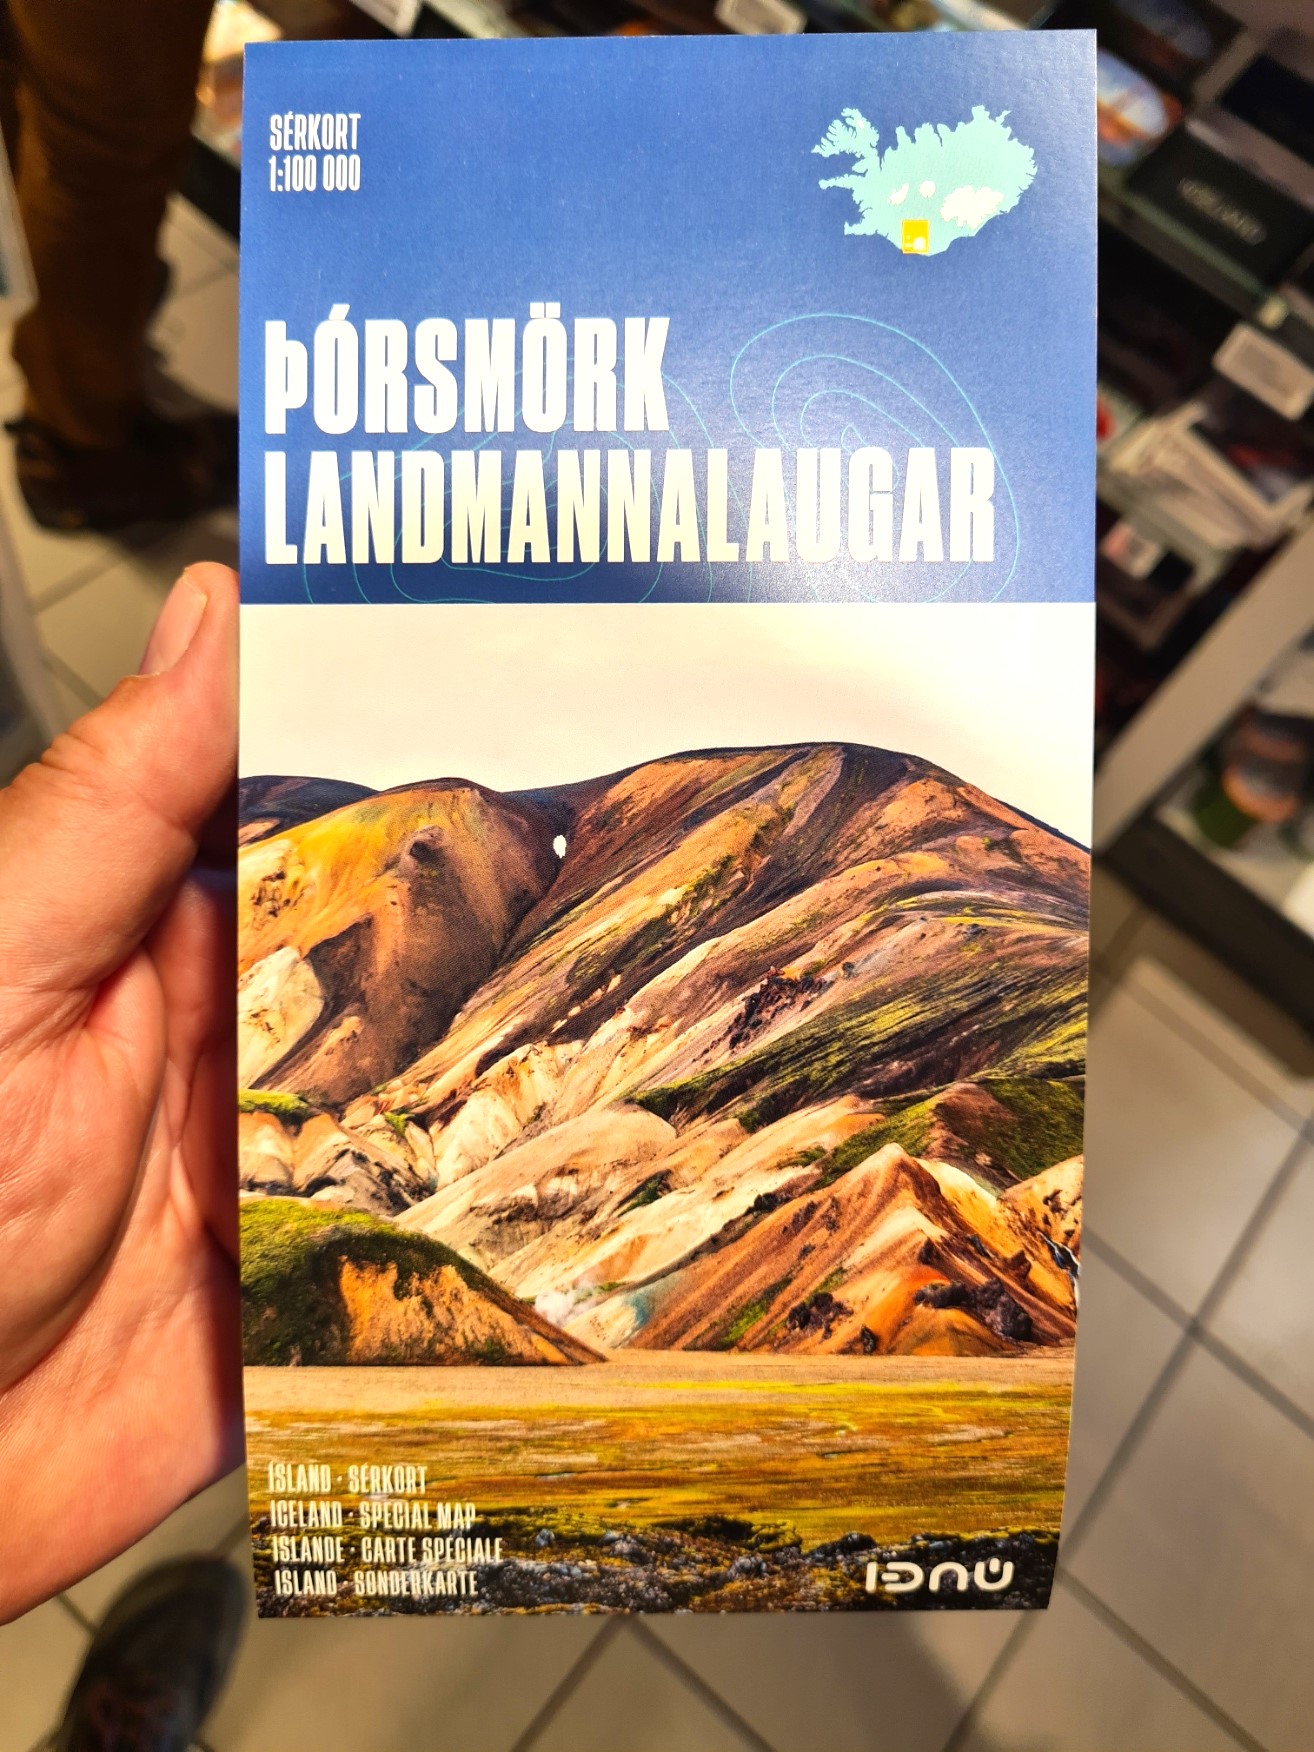 SÉRKORT
1:100 000
ÞÓRSMÖRK
LANDMANNALAUGAR
ÍSLAND · SÉRKORT
ICELAND · SPECIAL MAP
ISLANDE · CARTE SPÉCIALE
ISLAND · SONDERKARTE
IÐNÚ